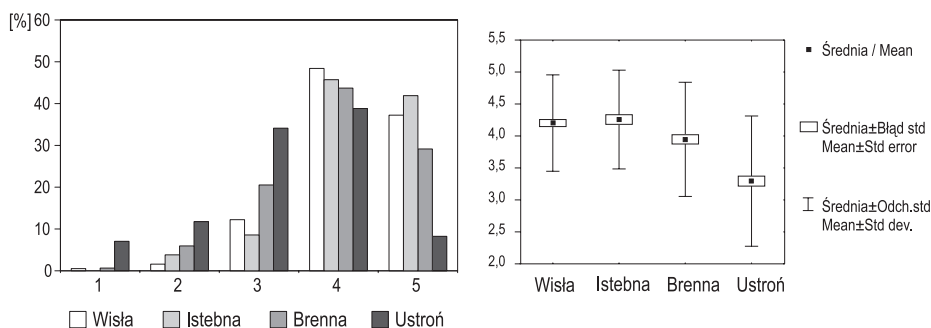 [%] 60
50
40
30
20
10
0
1 2 3 4 5
Wisła Istebna Brenna Ustroń
5,5
5,0
4,5
4,0
3,5
3,0
2,5
2,0
Wisła Istebna Brenna Ustroń
Średnia / Mean
Średnia±Błąd std
Mean±Std error
Średnia±Odch.std
Mean±Std dev.